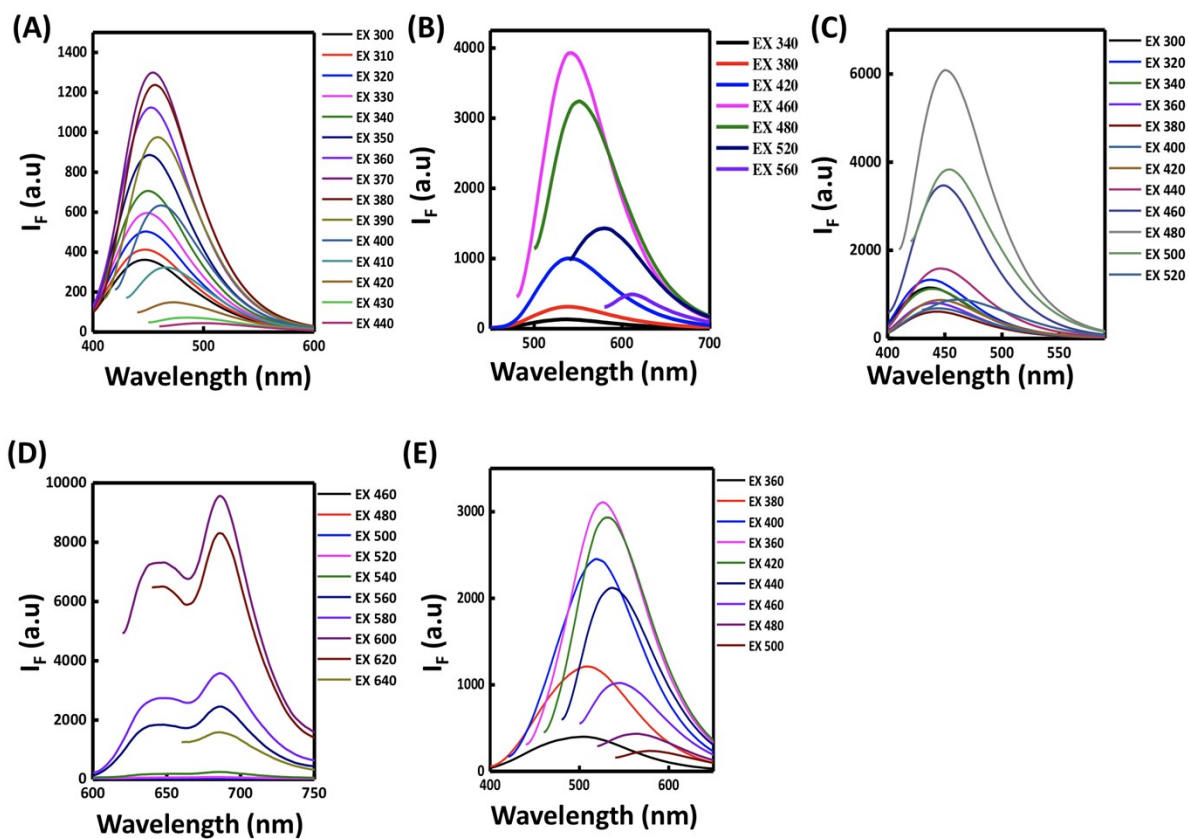 (A)
1400
1200
1000
800
600
400
200
0
400 500 600
I_F (a.u)
Wavelength (nm)
EX 300
EX 310
EX 320
EX 330
EX 340
EX 350
EX 360
EX 370
EX 380
EX 390
EX 400
EX 410
EX 420
EX 430
EX 440
(B)
4000
3000
2000
1000
0
500 600 700
I_F (a.u)
Wavelength (nm)
EX 340
EX 380
EX 420
EX 460
EX 480
EX 520
EX 560
(C)
6000
4000
2000
0
400 450 500 550
I_F (a.u)
Wavelength (nm)
EX 300
EX 320
EX 340
EX 360
EX 380
EX 400
EX 420
EX 440
EX 460
EX 480
EX 500
EX 520
(D)
10000
8000
6000
4000
2000
0
600 650 700 750
I_F (a.u)
Wavelength (nm)
EX 460
EX 480
EX 500
EX 520
EX 540
EX 560
EX 580
EX 600
EX 620
EX 640
(E)
3000
2000
1000
0
400 500 600
I_F (a.u)
Wavelength (nm)
EX 360
EX 380
EX 400
EX 360
EX 420
EX 440
EX 460
EX 480
EX 500